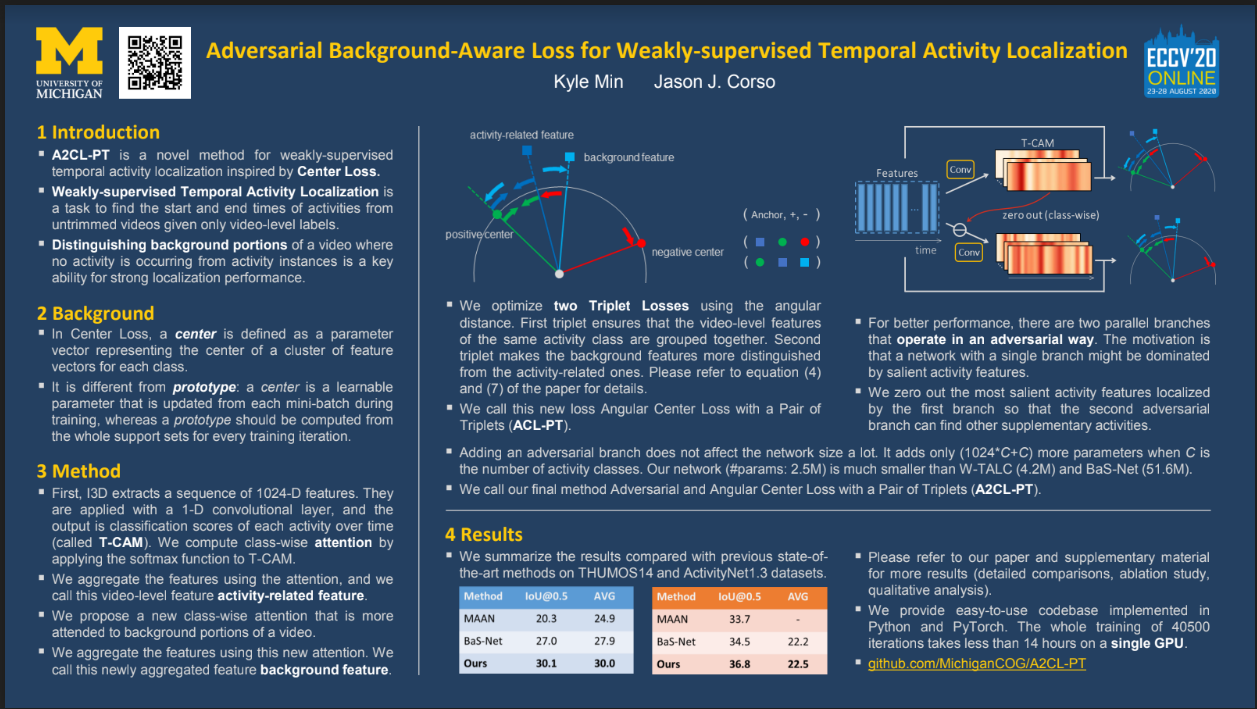 M
UNIVERSITY OF
MICHIGAN
Adversarial Background-Aware Loss for Weakly-supervised Temporal Activity Localization
Kyle Min Jason J. Corso
ECCV'20
ONLINE
23-28 AUGUST 2020
1 Introduction
▪ A2CL-PT is a novel method for weakly-supervised
temporal activity localization inspired by Center Loss.
▪ Weakly-supervised Temporal Activity Localization is
a task to find the start and end times of activities from
untrimmed videos given only video-level labels.
▪ Distinguishing background portions of a video where
no activity is occurring from activity instances is a key
ability for strong localization performance.
2 Background
▪ In Center Loss, a center is defined as a parameter
vector representing the center of a cluster of feature
vectors for each class.
▪ It is different from prototype: a center is a learnable
parameter that is updated from each mini-batch during
training, whereas a prototype should be computed from
the whole support sets for every training iteration.
3 Method
▪ First, I3D extracts a sequence of 1024-D features. They
are applied with a 1-D convolutional layer, and the
output is classification scores of each activity over time
(called T-CAM). We compute class-wise attention by
applying the softmax function to T-CAM.
▪ We aggregate the features using the attention, and we
call this video-level feature activity-related feature.
▪ We propose a new class-wise attention that is more
attended to background portions of a video.
▪ We aggregate the features using this new attention. We
call this newly aggregated feature background feature.
activity-related feature
background feature
positive center
negative center
( Anchor, +, - )
( )
( )
▪ We optimize two Triplet Losses using the angular
distance. First triplet ensures that the video-level features
of the same activity class are grouped together. Second
triplet makes the background features more distinguished
from the activity-related ones. Please refer to equation (4)
and (7) of the paper for details.
▪ We call this new loss Angular Center Loss with a Pair of
Triplets (ACL-PT).
T-CAM
Features
Conv
...
zero out (class-wise)
time
Conv
▪ For better performance, there are two parallel branches
that operate in an adversarial way. The motivation is
that a network with a single branch might be dominated
by salient activity features.
▪ We zero out the most salient activity features localized
by the first branch so that the second adversarial
branch can find other supplementary activities.
▪ Adding an adversarial branch does not affect the network size a lot. It adds only (1024*C+C) more parameters when C is
the number of activity classes. Our network (#params: 2.5M) is much smaller than W-TALC (4.2M) and BaS-Net (51.6M).
▪ We call our final method Adversarial and Angular Center Loss with a Pair of Triplets (A2CL-PT).
4 Results
▪ We summarize the results compared with previous state-of-
the-art methods on THUMOS14 and ActivityNet1.3 datasets.
Method IoU@0.5 AVG
MAAN 20.3 24.9
BaS-Net 27.0 27.9
Ours 30.1 30.0
Method IoU@0.5 AVG
MAAN 33.7 -
BaS-Net 34.5 22.2
Ours 36.8 22.5
▪ Please refer to our paper and supplementary material
for more results (detailed comparisons, ablation study,
qualitative analysis).
▪ We provide easy-to-use codebase implemented in
Python and PyTorch. The whole training of 40500
iterations takes less than 14 hours on a single GPU.
▪ github.com/MichiganCOG/A2CL-PT